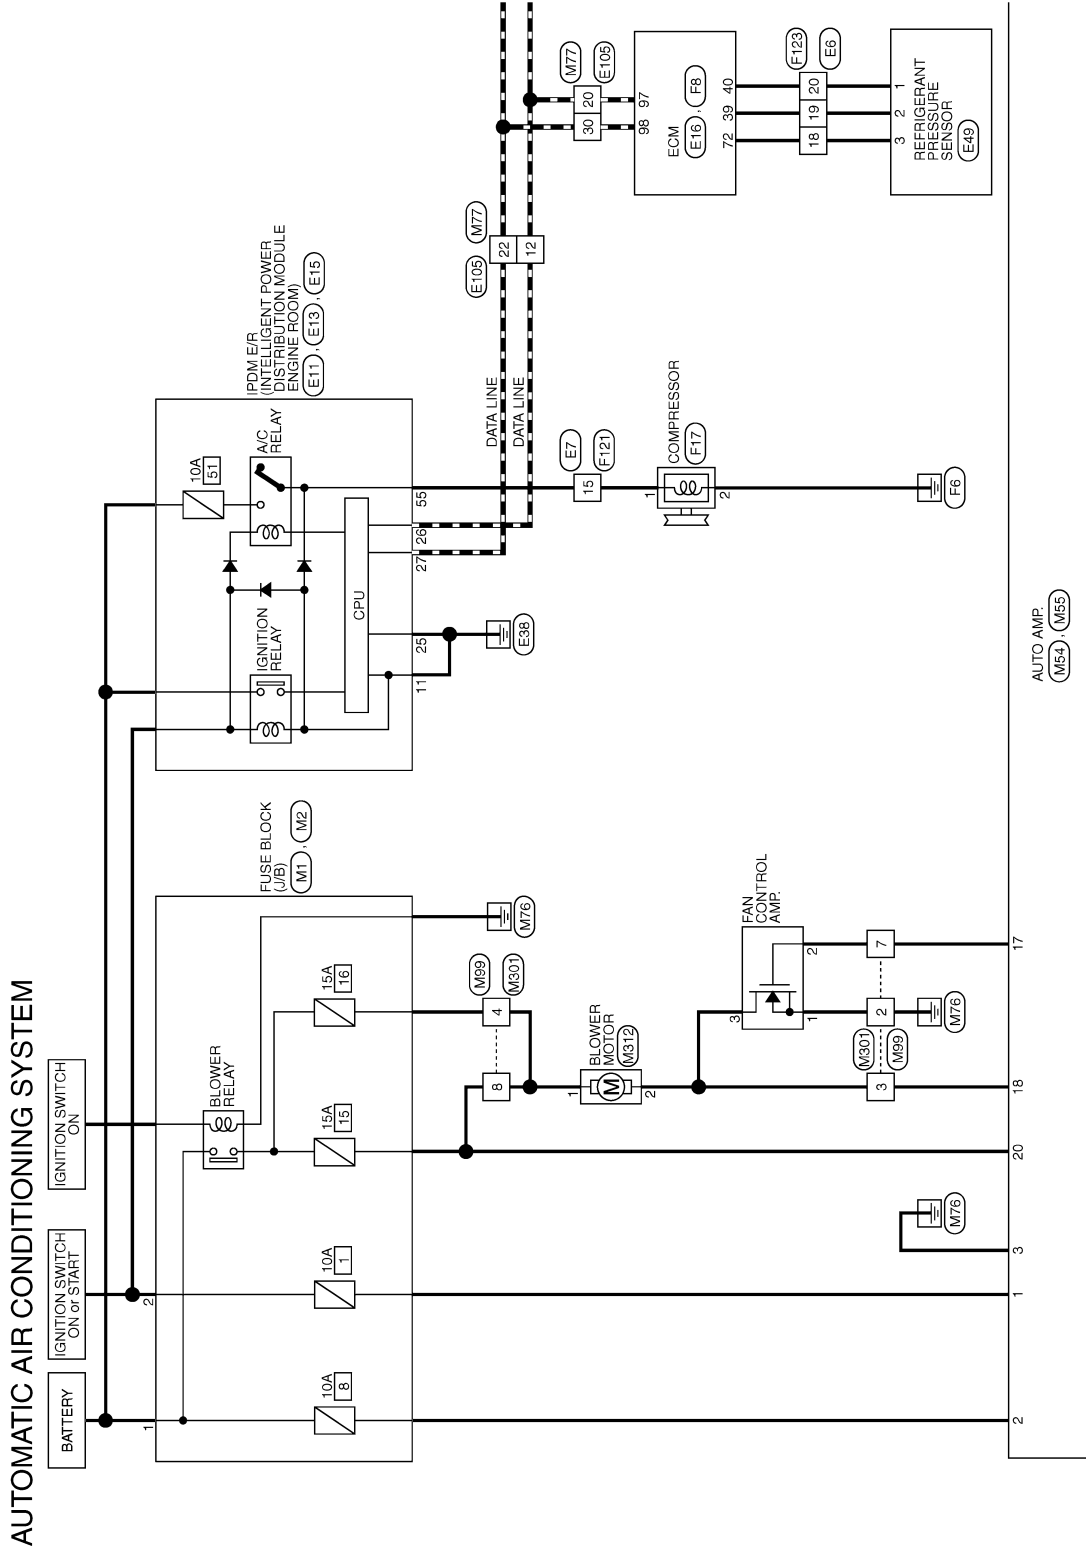 AUTOMATIC AIR CONDITIONING SYSTEM
BATTERY
IGNITION SWITCH
ON or START
IGNITION SWITCH
ON
1
2
FUSE BLOCK
(J/B)
M1 , M2
BLOWER
RELAY
10A
8
10A
1
15A
15
15A
16
M76
IPDM E/R
(INTELLIGENT POWER
DISTRIBUTION MODULE
ENGINE ROOM)
E11 , E13 , E15
IGNITION
RELAY
A/C
RELAY
10A
51
CPU
11
25
27
26
55
E38
DATA LINE
DATA LINE
E105
M77
22
12
M77
E105
30
20
98
97
ECM
E16 , F8
72
39
40
F123
E6
18
19
20
3
2
1
REFRIGERANT
PRESSURE
SENSOR
E49
E7
F121
15
COMPRESSOR
F17
1
2
F6
M99
M301
8
4
BLOWER
MOTOR
M312
M
1
2
FAN
CONTROL
AMP.
3
1
2
M301
M99
3
2
7
M76
M76
AUTO AMP.
M54 , M55
2
1
3
20
18
17